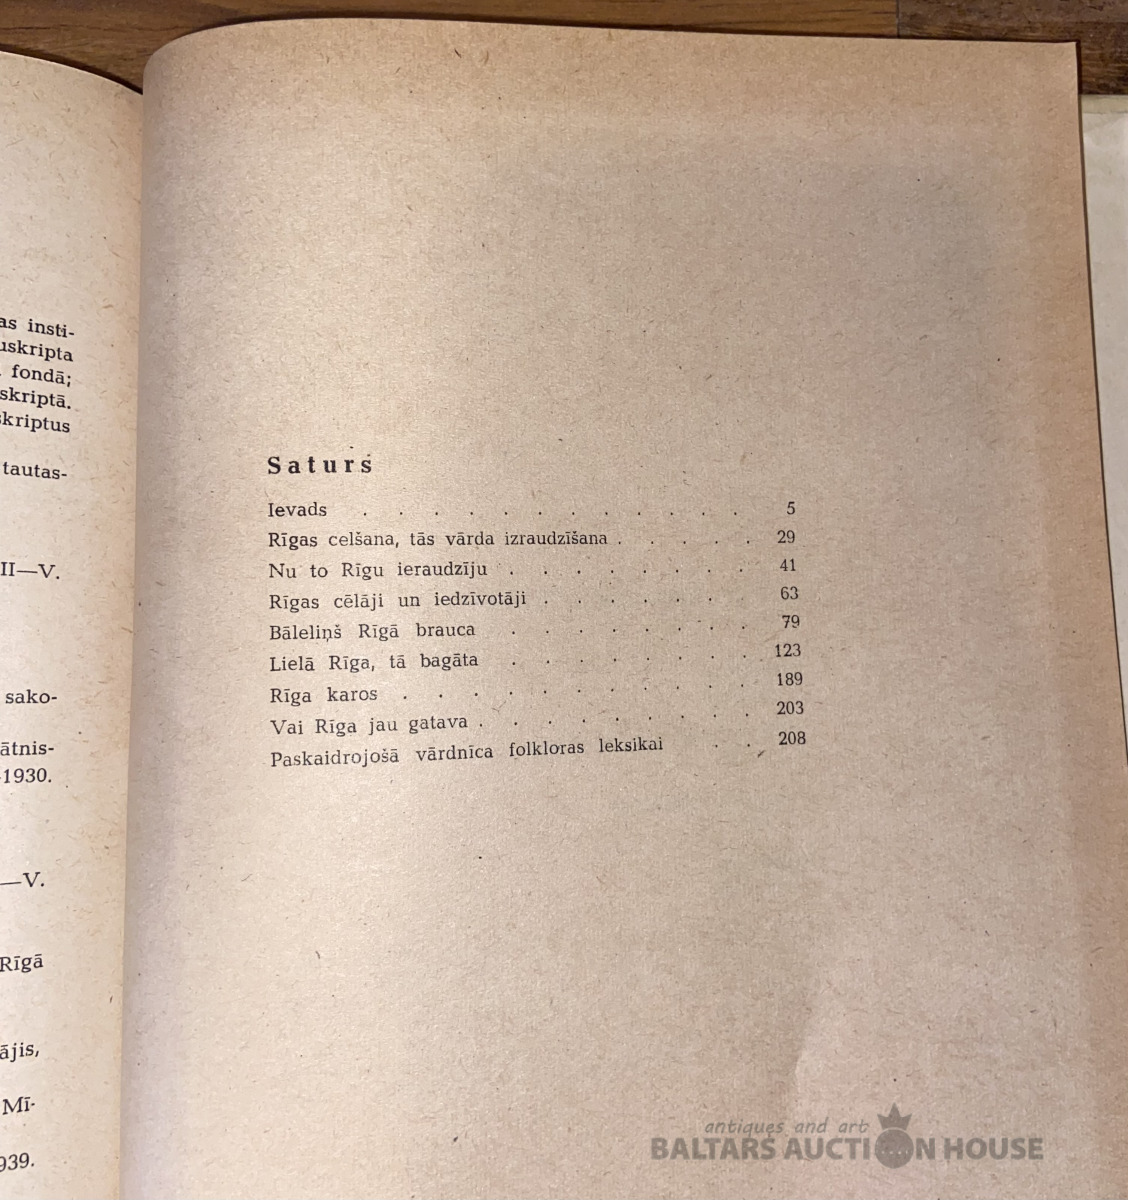 as insti-
uskripta
fondā;
skriptā.
skriptus
tautas-
II—V.
sako-
ātnis-
1930.
—V.
Rīgā
ājis,
Mī-
939.
Saturs
Ievads . . . . . . . . . . . . 5
Rīgas celšana, tās vārda izraudzīšana . . . . . 29
Nu to Rīgu ieraudzīju . . . . . . . . 41
Rīgas cēlāji un iedzīvotāji . . . . . . . 63
Bāleliņš Rīgā brauca . . . . . . . . 79
Lielā Rīga, tā bagāta . . . . . . . . 123
Rīga karos . . . . . . . . . . . 189
Vai Rīga jau gatava . . . . . . . . . 203
Paskaidrojošā vārdnīca folkloras leksikai . . 208
antiques and art
BALTARS AUCTION HOUSE